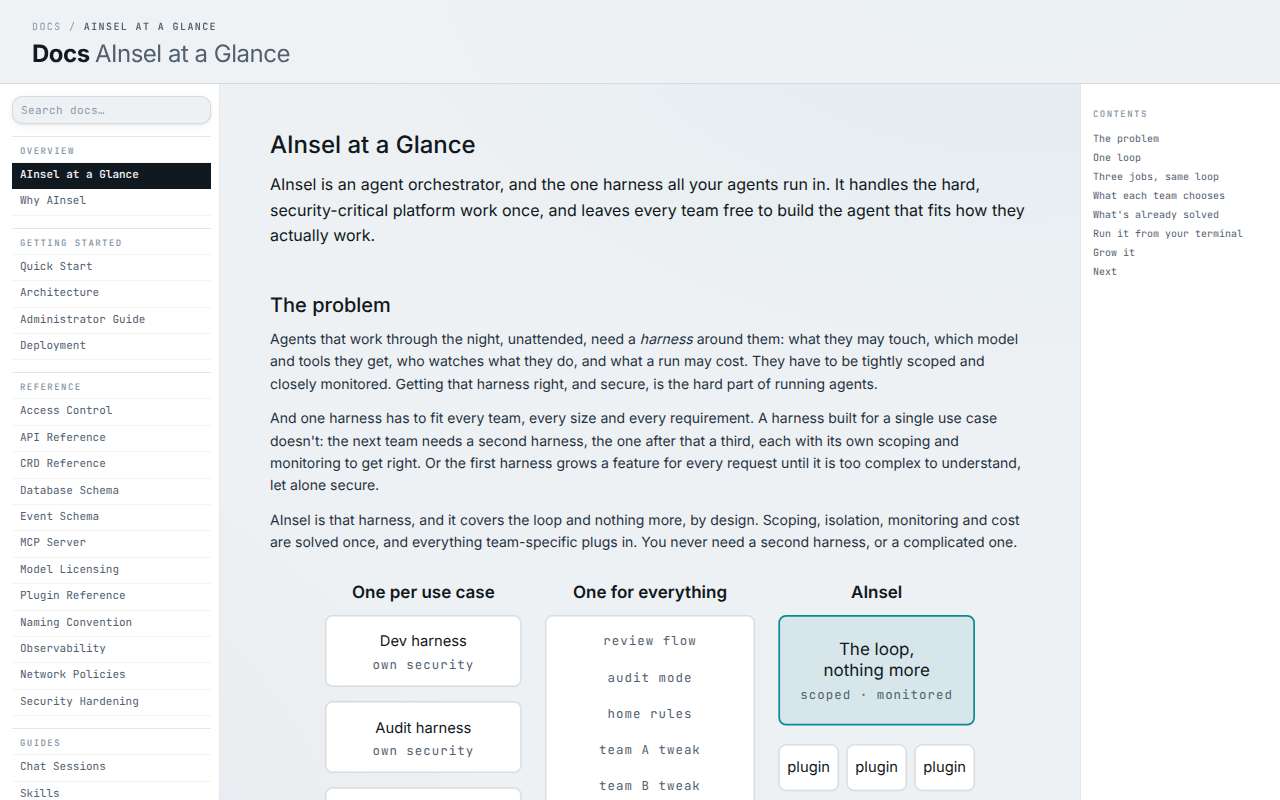 DOCS / AINSEL AT A GLANCE
Docs AInsel at a Glance
Search docs…
OVERVIEW
AInsel at a Glance
Why AInsel
GETTING STARTED
Quick Start
Architecture
Administrator Guide
Deployment
REFERENCE
Access Control
API Reference
CRD Reference
Database Schema
Event Schema
MCP Server
Model Licensing
Plugin Reference
Naming Convention
Observability
Network Policies
Security Hardening
GUIDES
Chat Sessions
Skills
AInsel at a Glance
AInsel is an agent orchestrator, and the one harness all your agents run in. It handles the hard,
security-critical platform work once, and leaves every team free to build the agent that fits how they
actually work.
The problem
Agents that work through the night, unattended, need a harness around them: what they may touch, which model
and tools they get, who watches what they do, and what a run may cost. They have to be tightly scoped and
closely monitored. Getting that harness right, and secure, is the hard part of running agents.
And one harness has to fit every team, every size and every requirement. A harness built for a single use case
doesn't: the next team needs a second harness, the one after that a third, each with its own scoping and
monitoring to get right. Or the first harness grows a feature for every request until it is too complex to understand,
let alone secure.
AInsel is that harness, and it covers the loop and nothing more, by design. Scoping, isolation, monitoring and cost
are solved once, and everything team-specific plugs in. You never need a second harness, or a complicated one.
One per use case
Dev harness
own security
Audit harness
own security
One for everything
review flow
audit mode
home rules
team A tweak
team B tweak
AInsel
The loop,
nothing more
scoped · monitored
plugin plugin plugin
CONTENTS
The problem
One loop
Three jobs, same loop
What each team chooses
What's already solved
Run it from your terminal
Grow it
Next